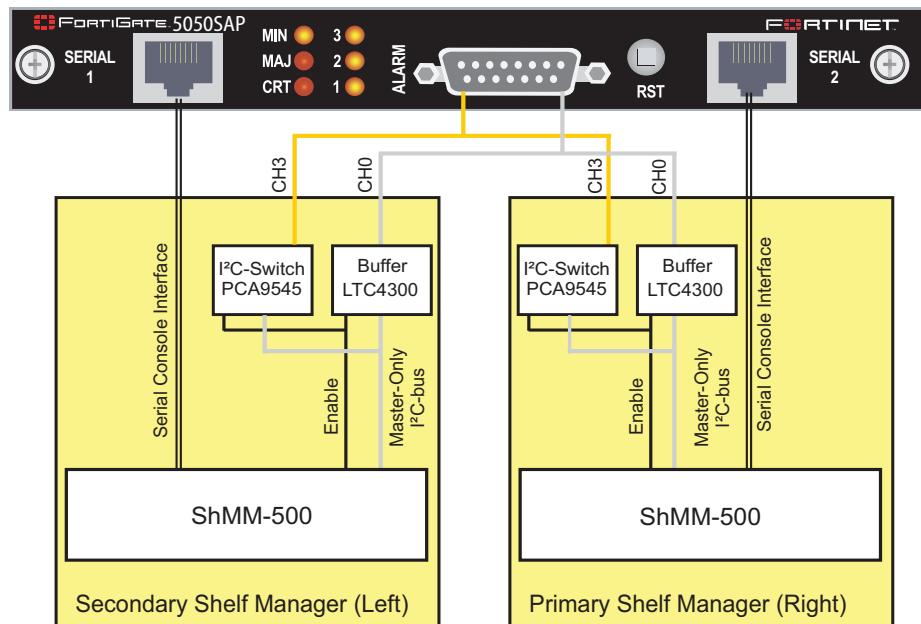 FORTIGATE 5050SAP
FORTINET
SERIAL
1
MIN 3
MAJ 2
CRT 1
ALARM
RST
SERIAL
2
CH3
CH0
CH3
CH0
I²C-Switch
PCA9545
Buffer
LTC4300
I²C-Switch
PCA9545
Buffer
LTC4300
Serial Console Interface
Enable
Master-Only
I²C-bus
Enable
Master-Only
I²C-bus
Serial Console Interface
ShMM-500
ShMM-500
Secondary Shelf Manager (Left)
Primary Shelf Manager (Right)